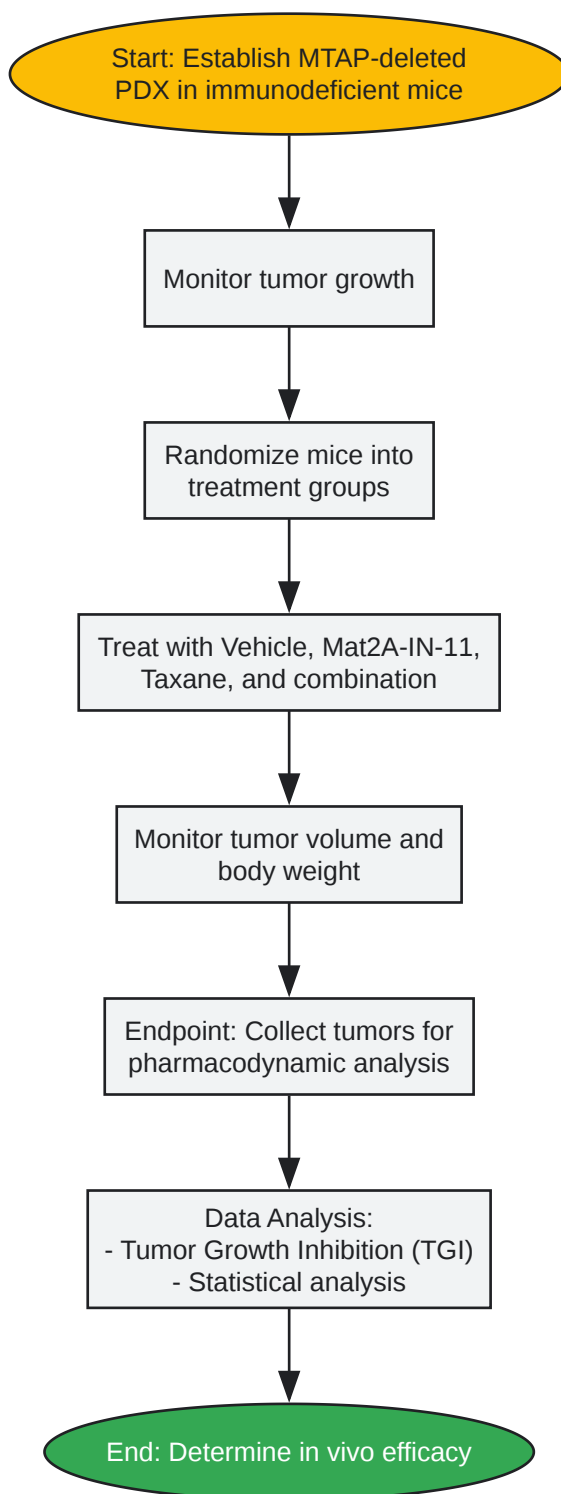 Start: Establish MTAP-deleted
PDX in immunodeficient mice
Monitor tumor growth
Randomize mice into
treatment groups
Treat with Vehicle, Mat2A-IN-11,
Taxane, and combination
Monitor tumor volume and
body weight
Endpoint: Collect tumors for
pharmacodynamic analysis
Data Analysis:
- Tumor Growth Inhibition (TGI)
- Statistical analysis
End: Determine in vivo efficacy